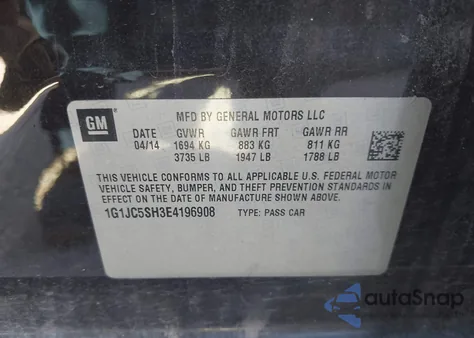 GM
MFD BY GENERAL MOTORS LLC
DATE GVWR GAWR FRT GAWR RR
04/14 1694 KG 883 KG 811 KG
3735 LB 1947 LB 1788 LB
THIS VEHICLE CONFORMS TO ALL APPLICABLE U.S. FEDERAL MOTOR
VEHICLE SAFETY, BUMPER, AND THEFT PREVENTION STANDARDS IN
EFFECT ON THE DATE OF MANUFACTURE SHOWN ABOVE.
1G1JC5SH3E4196908 TYPE: PASS CAR
autoSnap